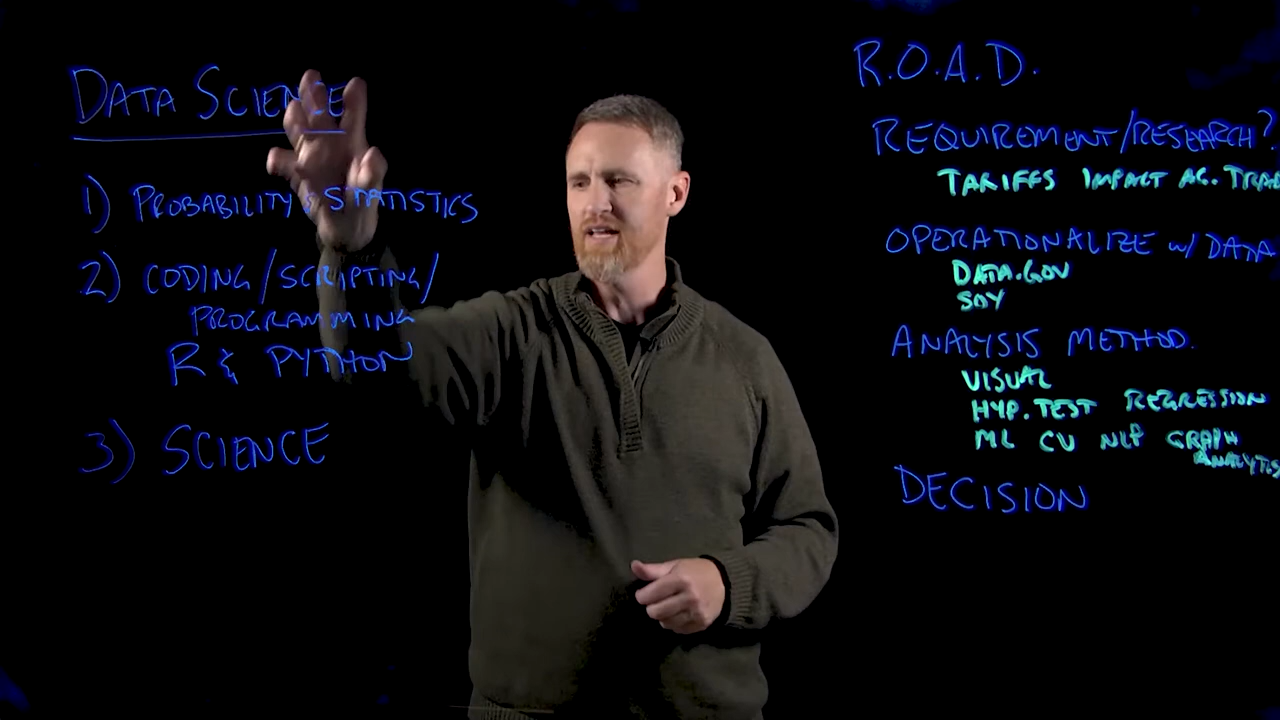 DATA SCIENCE
1) PROBABILITY & STATISTICS
2) CODING/SCRIPTING/
PROGRAMMING
R & PYTHON
3) SCIENCE
R.O.A.D.
REQUIREMENT/RESEARCH?
TARIFFS IMPACT AG. TRAD
OPERATIONALIZE w/ DATA
DATA.GOV
SOY
ANALYSIS METHOD.
VISUAL
HYP. TEST REGRESSION
ML CV NLP GRAPH
ANALYTICS
DECISION